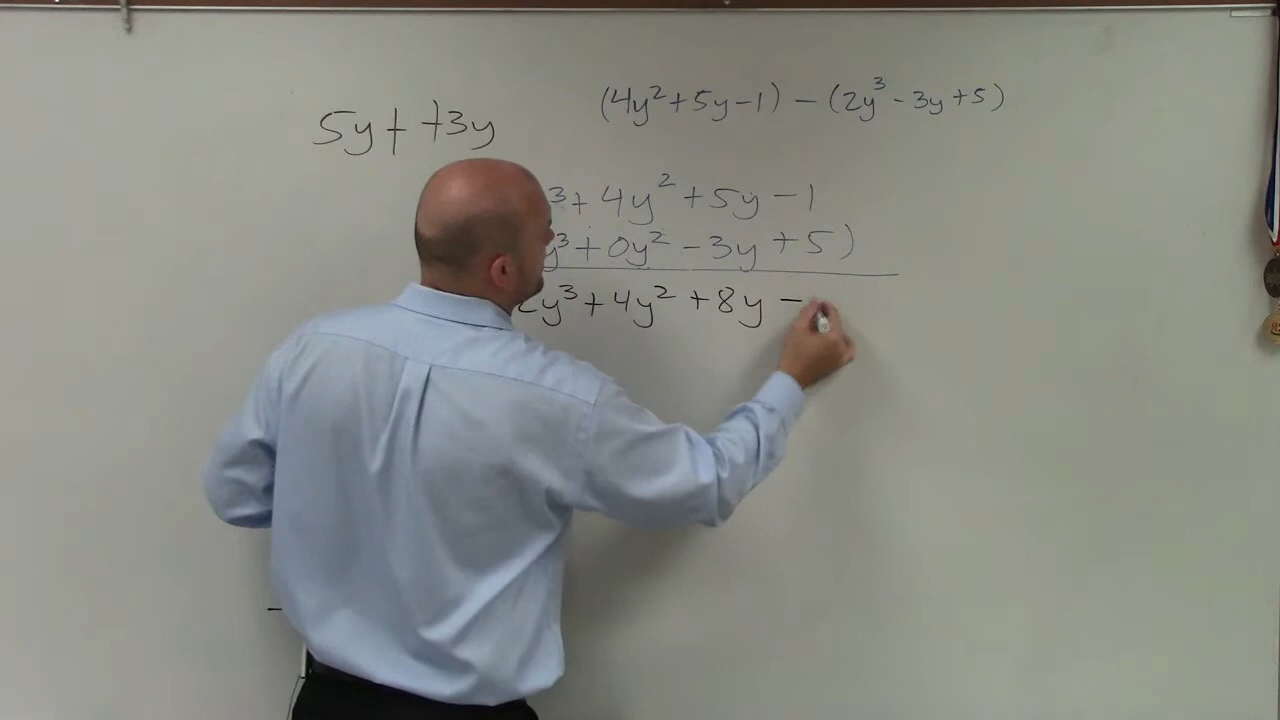 (4y²+5y-1) - (2y³-3y+5)
5y+ +3y
³+4y²+5y-1
y³+0y²-3y+5)
2y³+4y²+8y-